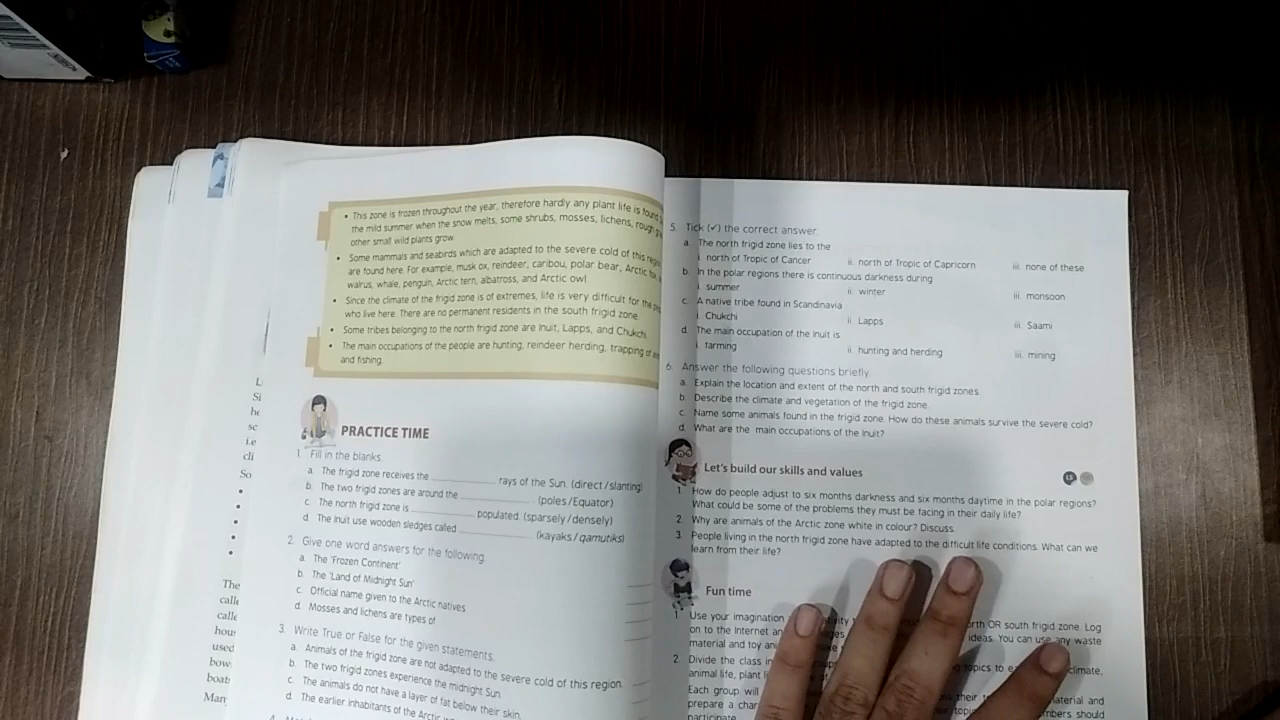 • This zone is frozen throughout the year, therefore hardly any plant life is found
the mild summer when the snow melts, some shrubs, mosses, lichens, rough
other small wild plants grow.
• Some mammals and seabirds which are adapted to the severe cold of this
are found here. For example, musk ox, reindeer, caribou, polar bear, Arctic fox
walrus, whale, penguin, Arctic tern, albatross, and Arctic owl.
• Since the climate of the frigid zone is of extremes, life is very difficult for the
who live here. There are no permanent residents in the south frigid zone.
• Some tribes belonging to the north frigid zone are Inuit, Lapps, and Chukchi.
• The main occupations of the people are hunting, reindeer herding, trapping of
and fishing.
PRACTICE TIME
1. Fill in the blanks.
a. The frigid zone receives the __________ rays of the Sun. (direct/slanting)
b. The two frigid zones are around the __________ (poles/Equator)
c. The north frigid zone is __________ populated. (sparsely/densely)
d. The Inuit use wooden sledges called __________ (kayaks/qamutiks)
2. Give one word answers for the following.
a. The 'Frozen Continent'
b. The 'Land of Midnight Sun'
c. Official name given to the Arctic natives
d. Mosses and lichens are types of
3. Write True or False for the given statements.
a. Animals of the frigid zone are not adapted to the severe cold of this region.
b. The two frigid zones experience the midnight Sun.
c. The animals do not have a layer of fat below their skin.
d. The earlier inhabitants of the Arctic
5. Tick (✓) the correct answer.
a. The north frigid zone lies to the
i. north of Tropic of Cancer ii. north of Tropic of Capricorn iii. none of these
b. In the polar regions there is continuous darkness during
i. summer ii. winter iii. monsoon
c. A native tribe found in Scandinavia
i. Chukchi ii. Lapps iii. Saami
d. The main occupation of the Inuit is
i. farming ii. hunting and herding iii. mining
6. Answer the following questions briefly.
a. Explain the location and extent of the north and south frigid zones.
b. Describe the climate and vegetation of the frigid zone.
c. Name some animals found in the frigid zone. How do these animals survive the severe cold?
d. What are the main occupations of the Inuit?
Let's build our skills and values
LS
1. How do people adjust to six months darkness and six months daytime in the polar regions?
What could be some of the problems they must be facing in their daily life?
2. Why are animals of the Arctic zone white in colour? Discuss.
3. People living in the north frigid zone have adapted to the difficult life conditions. What can we
learn from their life?
Fun time
1. Use your imagination OR south frigid zone. Log
on to the Internet ideas. You can use any waste
material and toy
2. Divide the class in topics to climate,
animal life, plant
Each group will their material and
prepare a members should
participate.